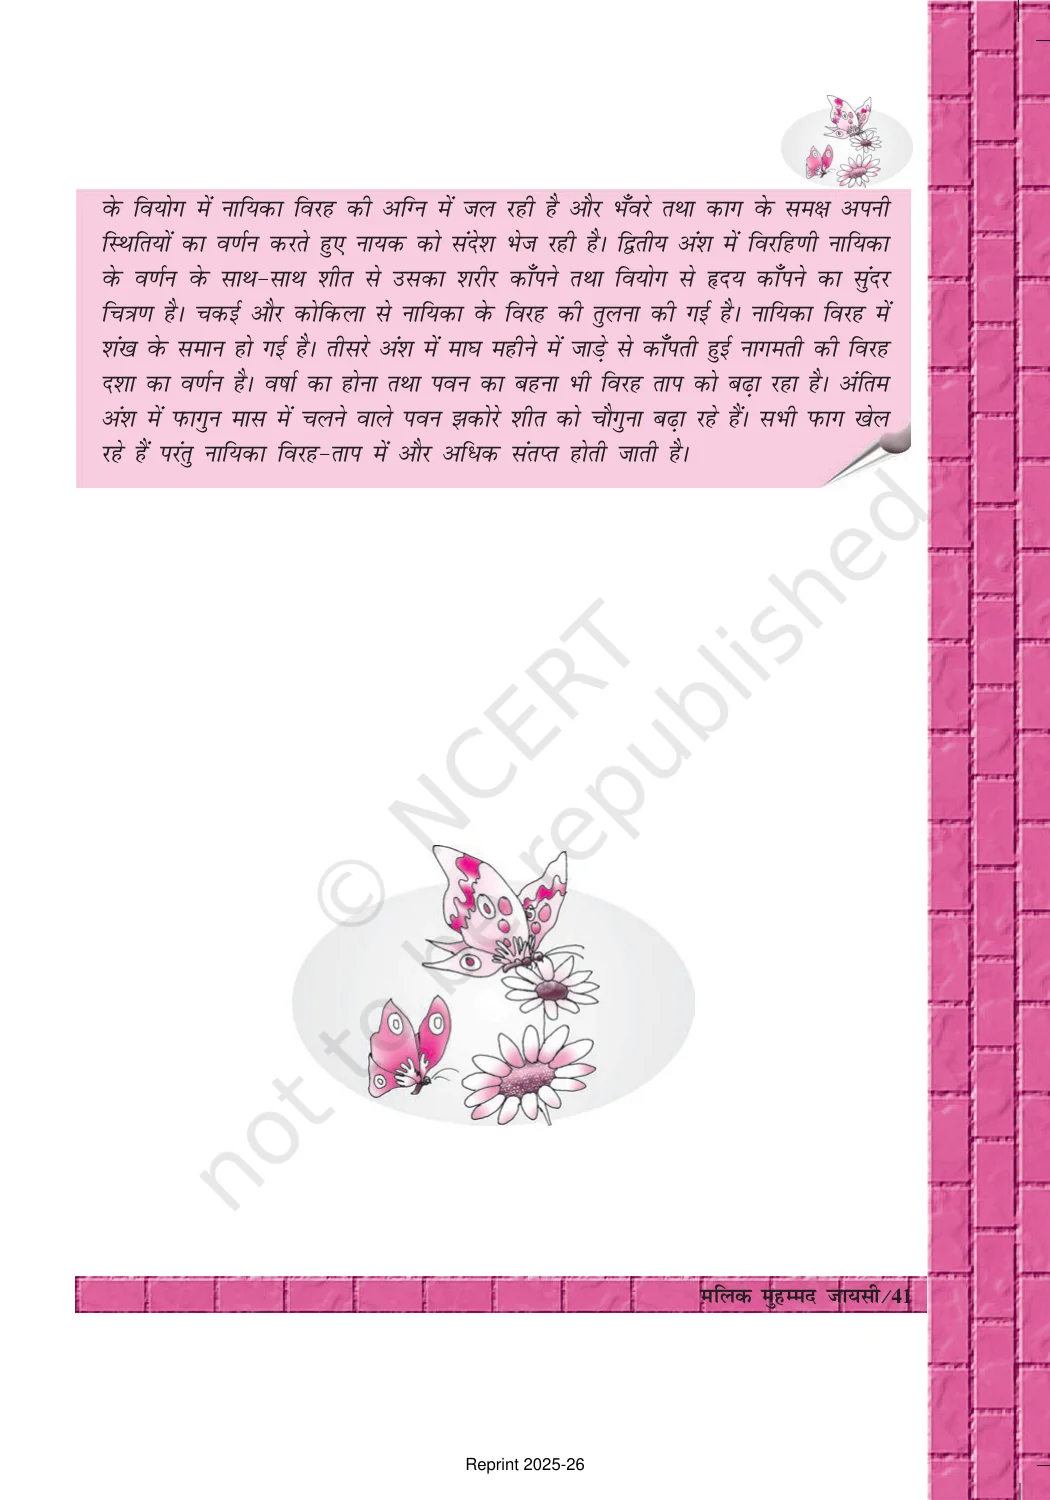 के वियोग में नायिका विरह की अग्नि में जल रही है और भँवरे तथा काग के समक्ष अपनी
स्थितियों का वर्णन करते हुए नायक को संदेश भेज रही है। द्वितीय अंश में विरहिणी नायिका
के वर्णन के साथ-साथ शीत से उसका शरीर काँपने तथा वियोग से हृदय काँपने का सुंदर
चित्रण है। चकई और कोकिला से नायिका के विरह की तुलना की गई है। नायिका विरह में
शंख के समान हो गई है। तीसरे अंश में माघ महीने में जाड़े से काँपती हुई नागमती की विरह
दशा का वर्णन है। वर्षा का होना तथा पवन का बहना भी विरह ताप को बढ़ा रहा है। अंतिम
अंश में फागुन मास में चलने वाले पवन झकोरे शीत को चौगुना बढ़ा रहे हैं। सभी फाग खेल
रहे हैं परंतु नायिका विरह-ताप में और अधिक संतप्त होती जाती है।
© NCERT
not to be republished
मलिक मुहम्मद जायसी/41
Reprint 2025-26